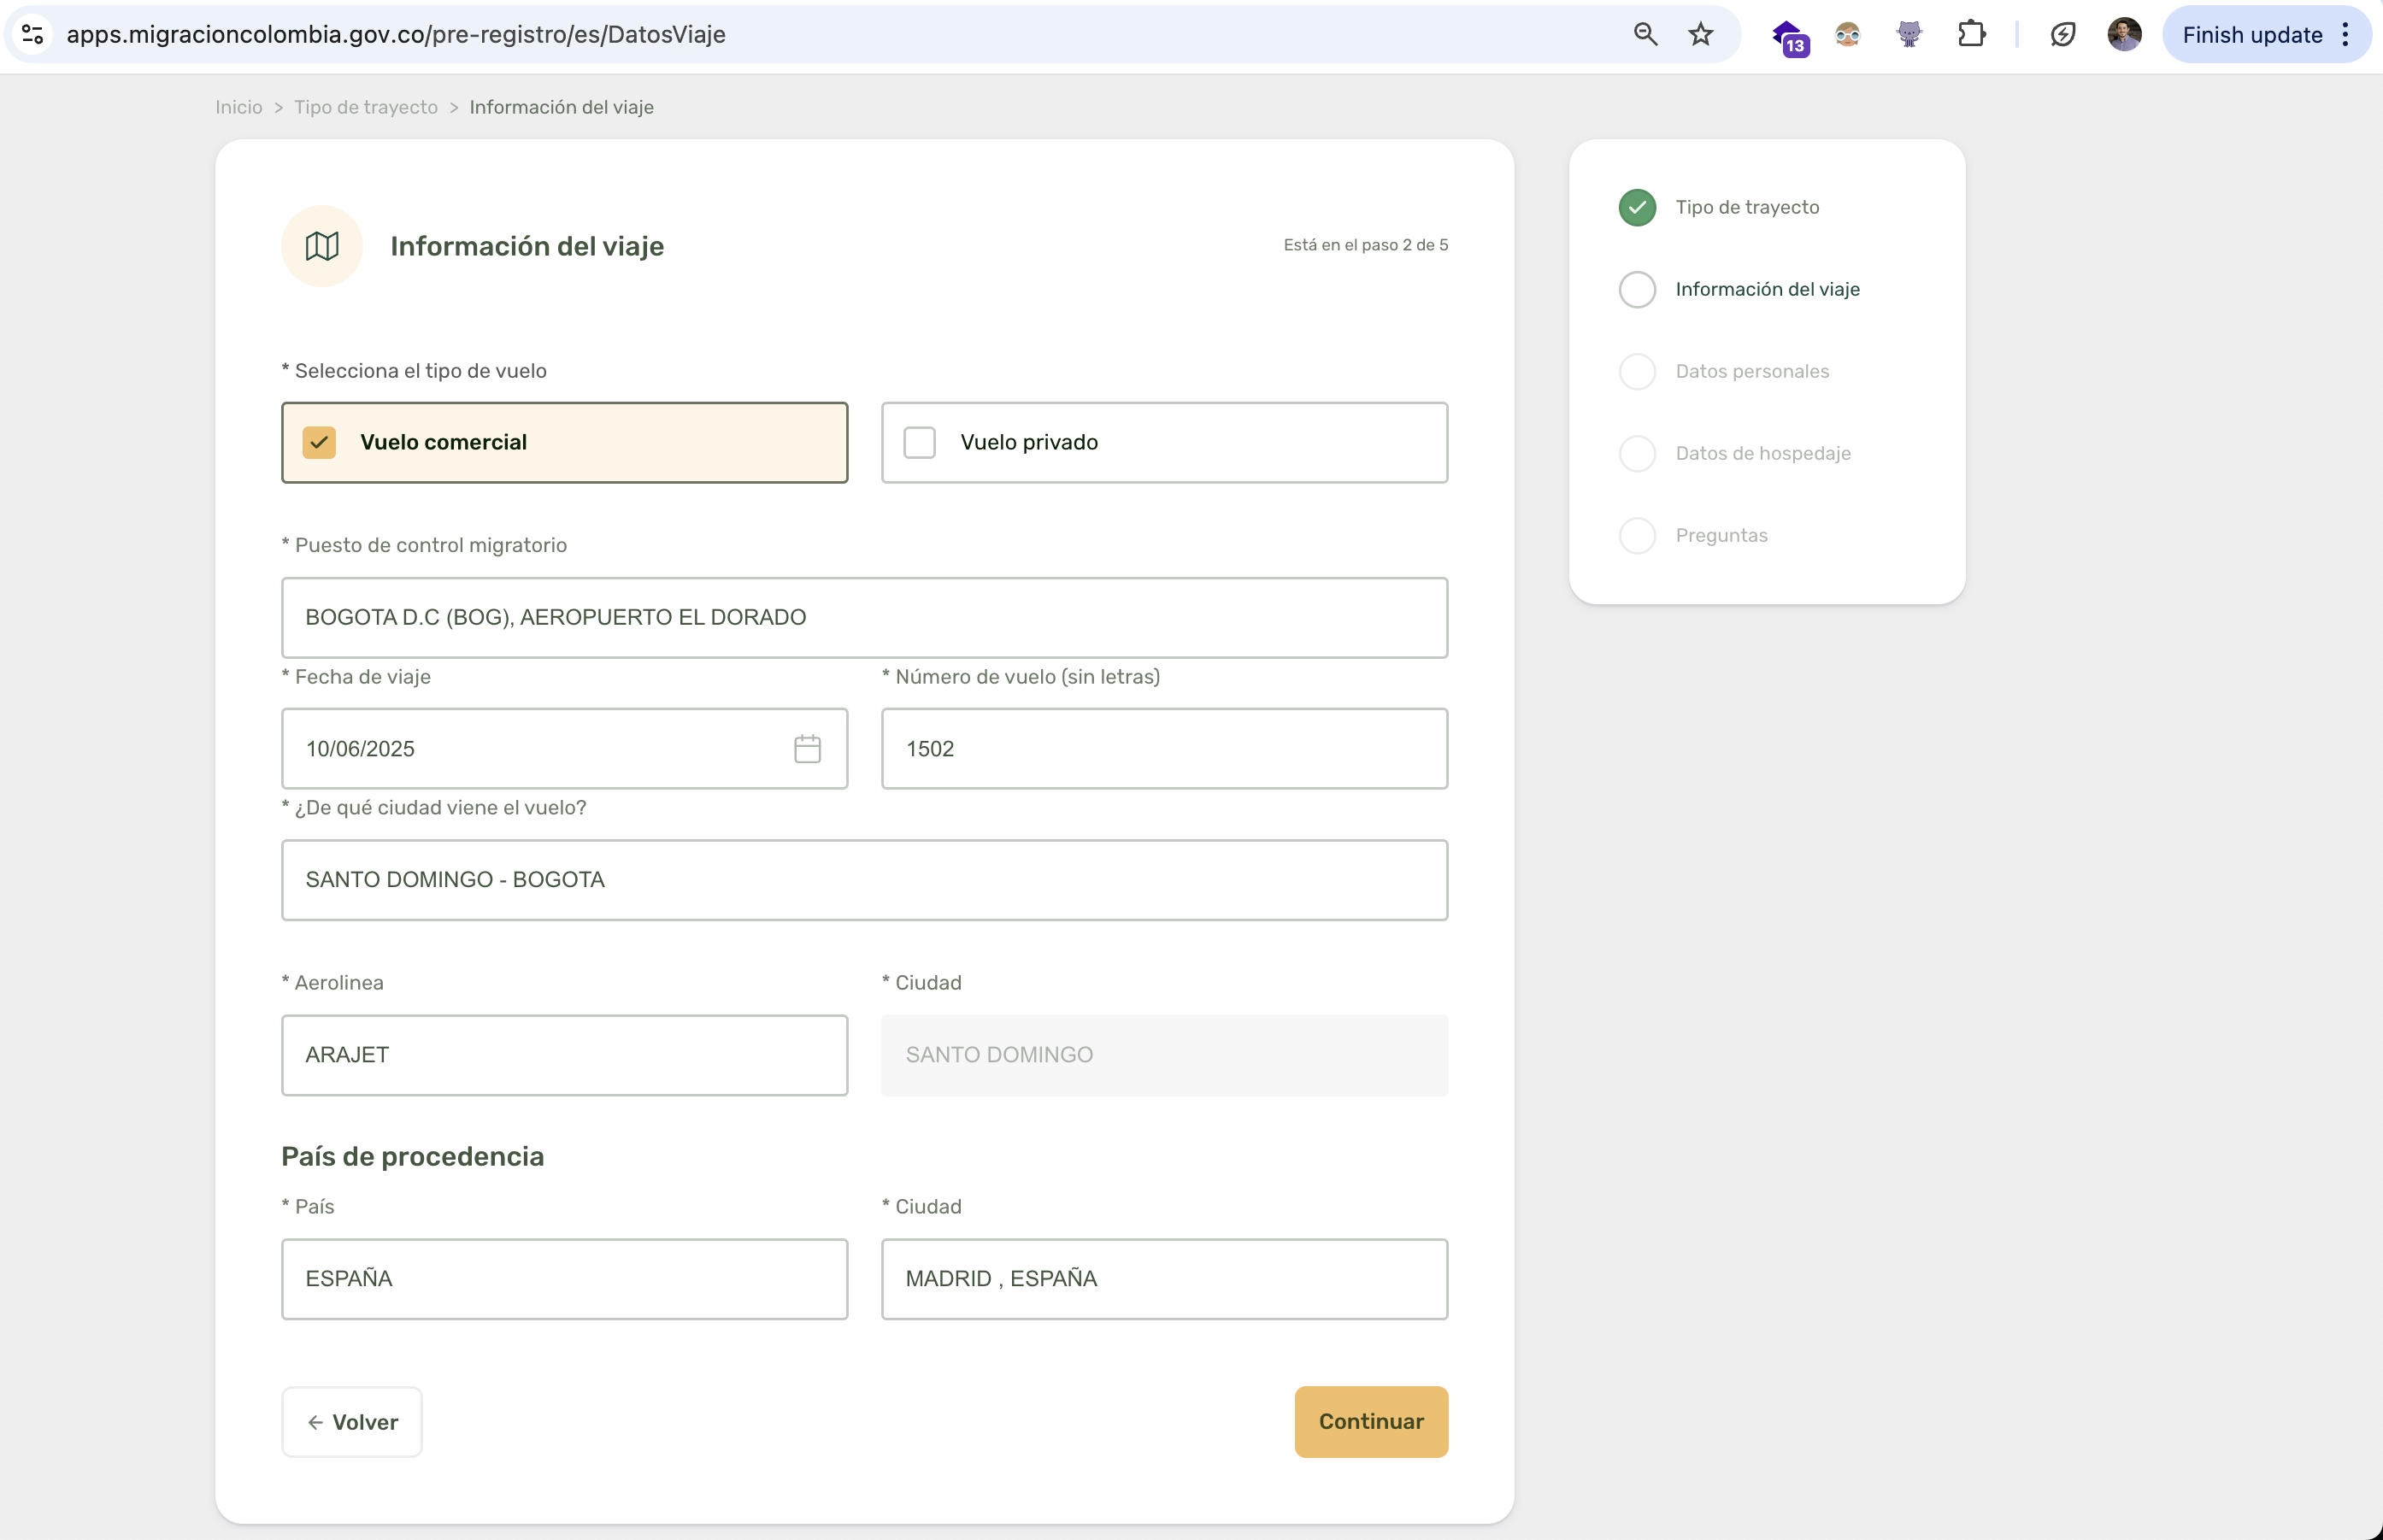 apps.migracioncolombia.gov.co/pre-registro/es/DatosViaje
13
Finish update
Inicio > Tipo de trayecto > Información del viaje
Información del viaje
Está en el paso 2 de 5
* Selecciona el tipo de vuelo
Vuelo comercial
Vuelo privado
* Puesto de control migratorio
BOGOTA D.C (BOG), AEROPUERTO EL DORADO
* Fecha de viaje
* Número de vuelo (sin letras)
10/06/2025
1502
* ¿De qué ciudad viene el vuelo?
SANTO DOMINGO - BOGOTA
* Aerolinea
* Ciudad
ARAJET
SANTO DOMINGO
País de procedencia
* País
* Ciudad
ESPAÑA
MADRID , ESPAÑA
← Volver
Continuar
Tipo de trayecto
Información del viaje
Datos personales
Datos de hospedaje
Preguntas